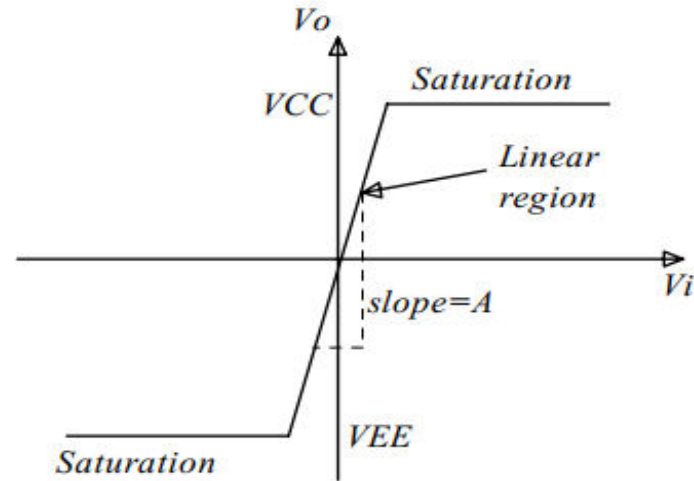 Vo
Saturation
VCC
Linear
region
Vi
slope=A
VEE
Saturation